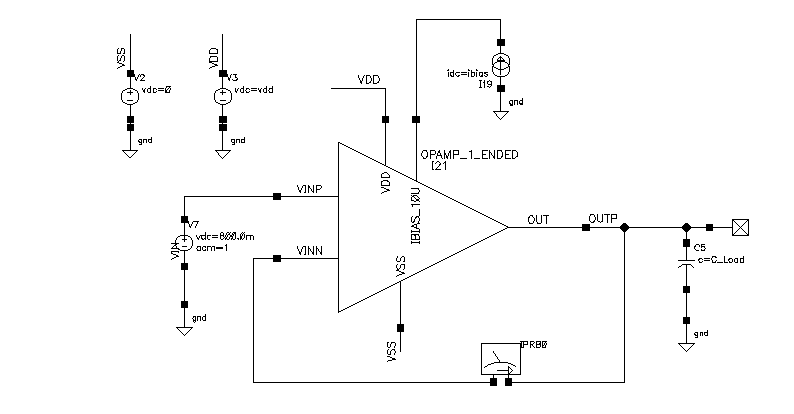 VSS
V2
vdc=0
gnd
VDD
V3
vdc=vdd
gnd
VDD
idc=ibias
I19
gnd
OPAMP_1_ENDED
I21
VINP
VDD
IBIAS_10U
V7
vdc=600.0m
acm=1
VIN
gnd
VINN
VSS
OUT
OUTP
C5
c=C_Load
gnd
VSS
IPRB0